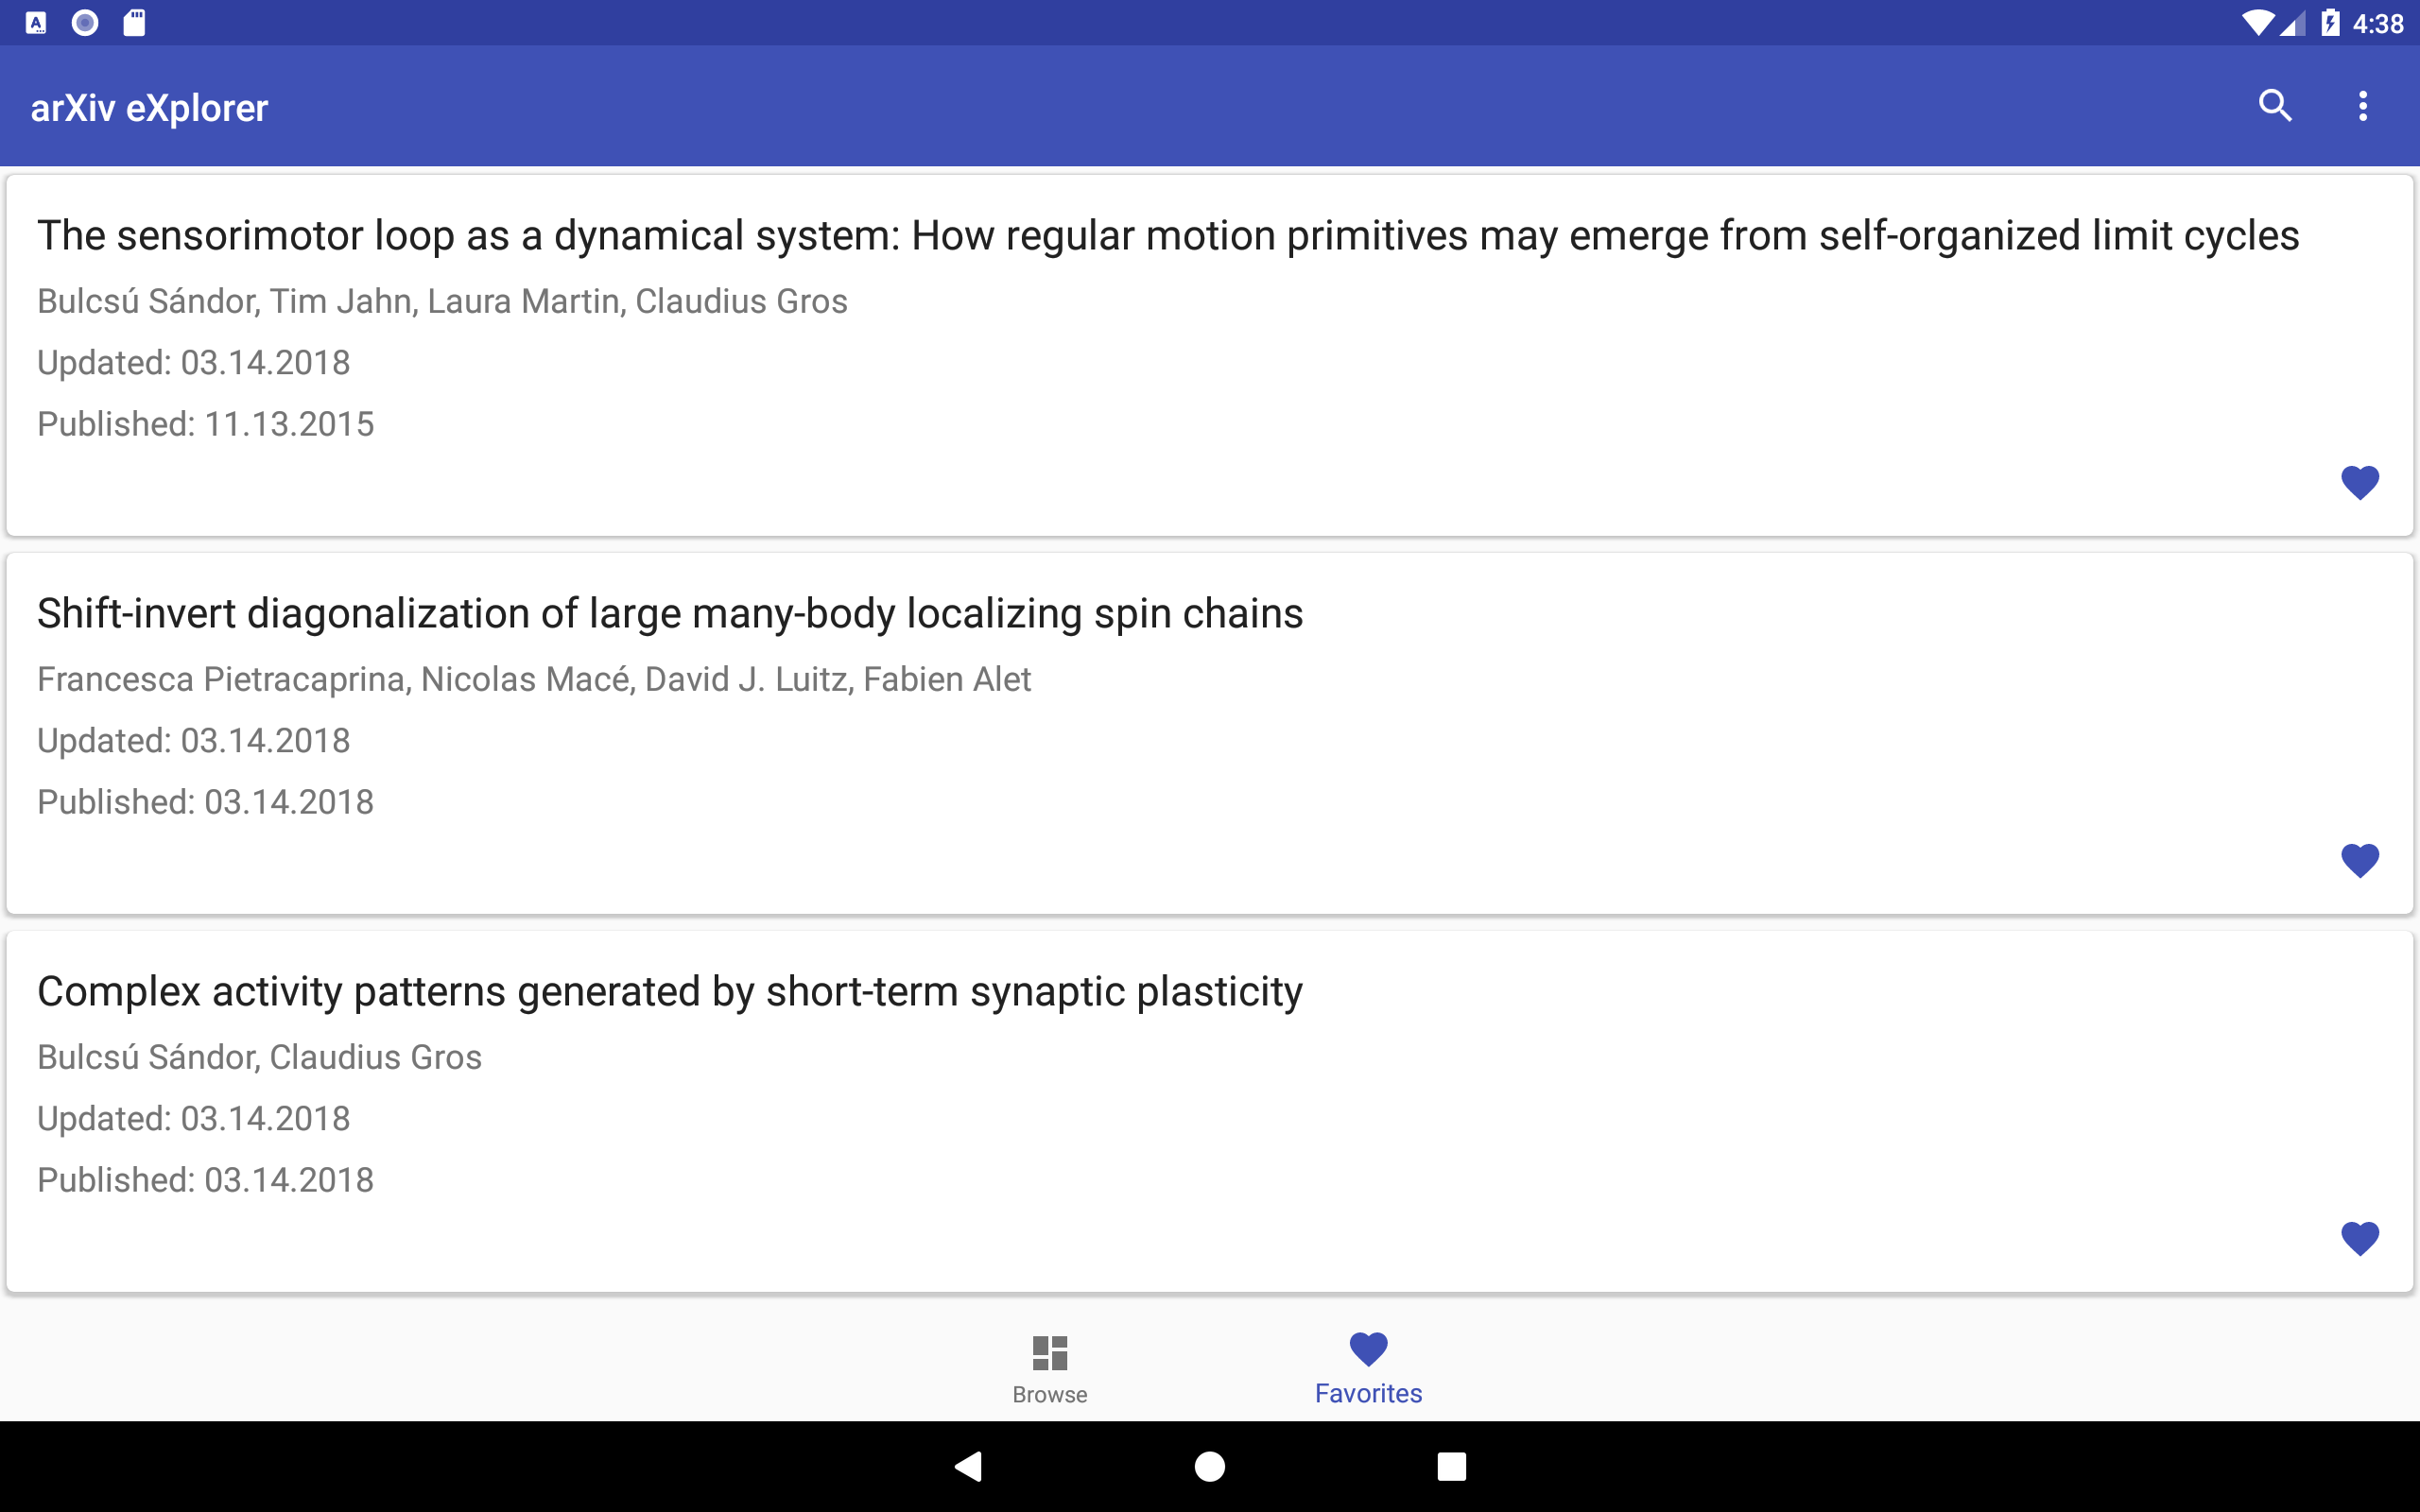 4:38
arXiv eXplorer
The sensorimotor loop as a dynamical system: How regular motion primitives may emerge from self-organized limit cycles
Bulcsú Sándor, Tim Jahn, Laura Martin, Claudius Gros
Updated: 03.14.2018
Published: 11.13.2015
Shift-invert diagonalization of large many-body localizing spin chains
Francesca Pietracaprina, Nicolas Macé, David J. Luitz, Fabien Alet
Updated: 03.14.2018
Published: 03.14.2018
Complex activity patterns generated by short-term synaptic plasticity
Bulcsú Sándor, Claudius Gros
Updated: 03.14.2018
Published: 03.14.2018
Browse
Favorites